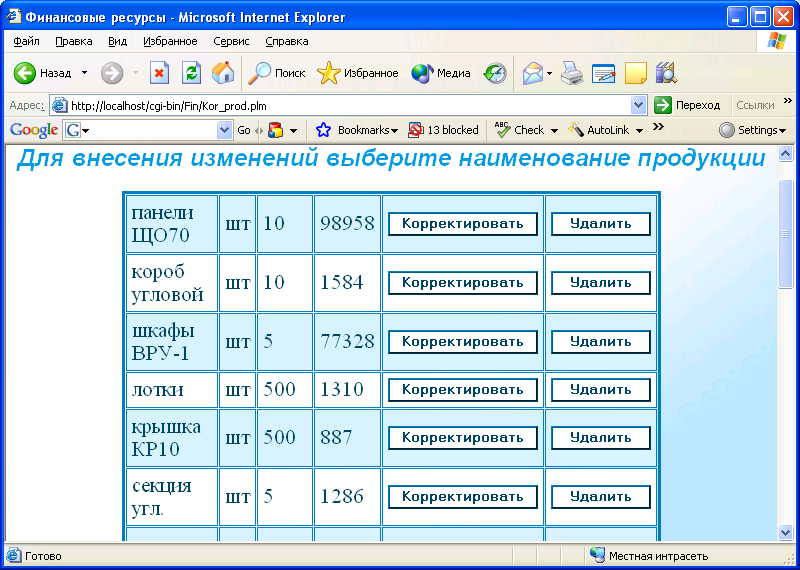 Финансовые ресурсы - Microsoft Internet Explorer
Файл Правка Вид Избранное Сервис Справка
Назад Поиск Избранное Медиа
Адрес: http://localhost/cgi-bin/Fin/Kor_prod.plm Переход Ссылки »
Google G Go Bookmarks 13 blocked ABC Check AutoLink » Settings
Для внесения изменений выберите наименование продукции
панели
ЩО70 шт 10 98958 Корректировать Удалить
короб
угловой шт 10 1584 Корректировать Удалить
шкафы
ВРУ-1 шт 5 77328 Корректировать Удалить
лотки шт 500 1310 Корректировать Удалить
крышка
КР10 шт 500 887 Корректировать Удалить
секция
угл. шт 5 1286 Корректировать Удалить
Готово Местная интрасеть